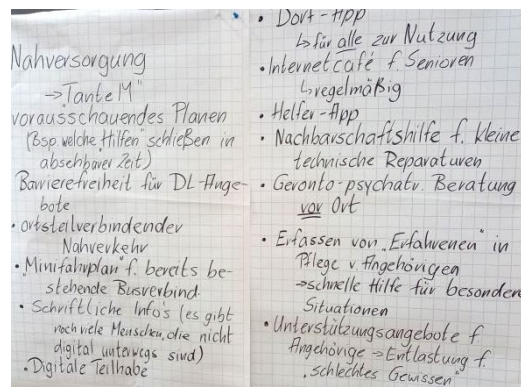 Nahversorgung
→ „Tante M"
vorausschauendes Planen
(Bsp. welche „Hilfen" schließen in
absehbarer Zeit)
Barrierefreiheit für DL-Ange-
bote
• ortsteilverbindender
Nahverkehr
• „Minifahrplan" f. bereits be-
stehende Busverbind.
• Schriftliche Info's (es gibt
noch viele Menschen, die nicht
digital unterwegs sind)
• Digitale Teilhabe
• Dorf-App
↳ für alle zur Nutzung
• Internetcafé f. Senioren
↳ regelmäßig
• Helfer-App
• Nachbarschaftshilfe f. kleine
technische Reparaturen
• Geronto-psychatr. Beratung
vor Ort
• Erfassen von „Erfahrenen" in
Pflege v. Angehörigen
→ schnelle Hilfe für besondere
Situationen
• Unterstützungsangebote f
Angehörige → Entlastung f.
„schlechtes Gewissen"